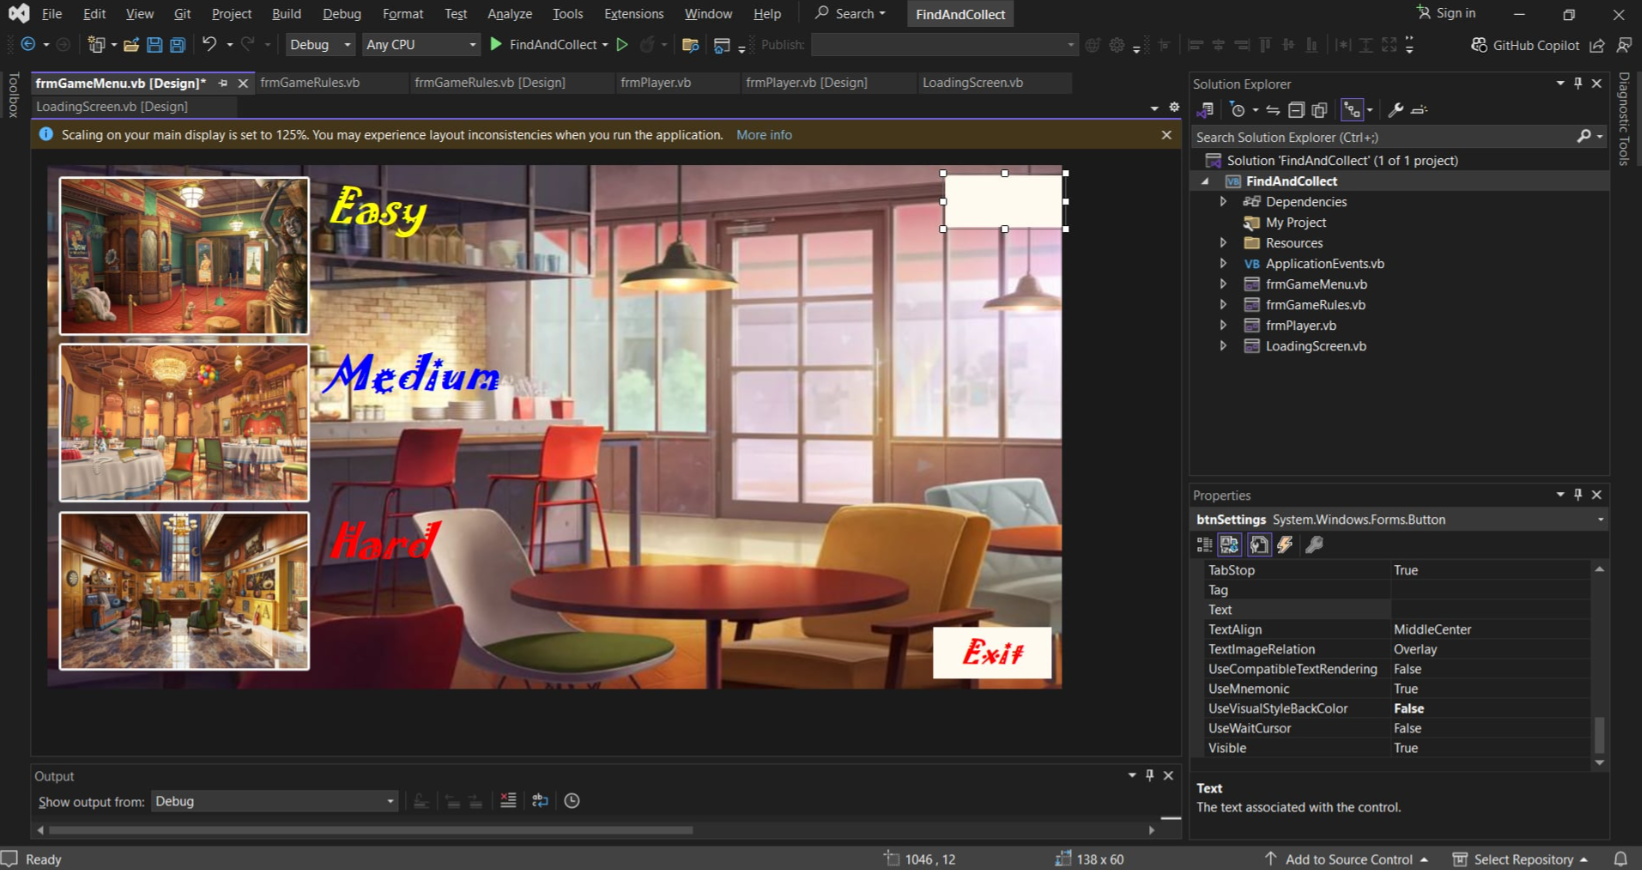 File Edit View Git Project Build Debug Format Test Analyze Tools Extensions Window Help Search FindAndCollect Sign in
Debug Any CPU FindAndCollect Publish: GitHub Copilot
Toolbox
frmGameMenu.vb [Design]* frmGameRules.vb frmGameRules.vb [Design] frmPlayer.vb frmPlayer.vb [Design] LoadingScreen.vb
LoadingScreen.vb [Design]
Scaling on your main display is set to 125%. You may experience layout inconsistencies when you run the application. More info
Easy
Medium
Hard
Exit
Output
Show output from: Debug
Solution Explorer
Search Solution Explorer (Ctrl+;)
Solution 'FindAndCollect' (1 of 1 project)
VB FindAndCollect
Dependencies
My Project
Resources
VB ApplicationEvents.vb
frmGameMenu.vb
frmGameRules.vb
frmPlayer.vb
LoadingScreen.vb
Properties
btnSettings System.Windows.Forms.Button
TabStop True
Tag
Text
TextAlign MiddleCenter
TextImageRelation Overlay
UseCompatibleTextRendering False
UseMnemonic True
UseVisualStyleBackColor False
UseWaitCursor False
Visible True
Text
The text associated with the control.
Diagnostic Tools
Ready 1046 , 12 138 x 60 Add to Source Control Select Repository